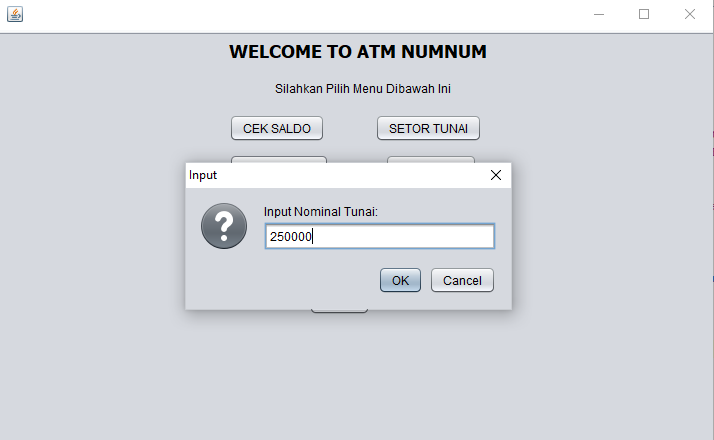 WELCOME TO ATM NUMNUM
Silahkan Pilih Menu Dibawah Ini
CEK SALDO SETOR TUNAI
Input
Input Nominal Tunai:
250000
OK Cancel